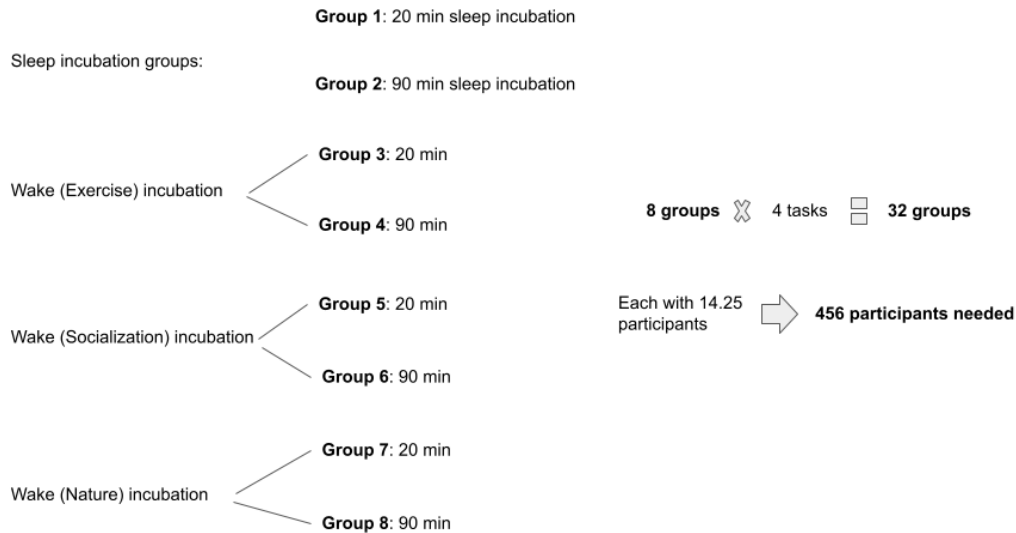 Group 1: 20 min sleep incubation
Sleep incubation groups:
Group 2: 90 min sleep incubation
Group 3: 20 min
Wake (Exercise) incubation
Group 4: 90 min
8 groups 4 tasks 32 groups
Group 5: 20 min
Each with 14.25
participants
456 participants needed
Wake (Socialization) incubation
Group 6: 90 min
Group 7: 20 min
Wake (Nature) incubation
Group 8: 90 min